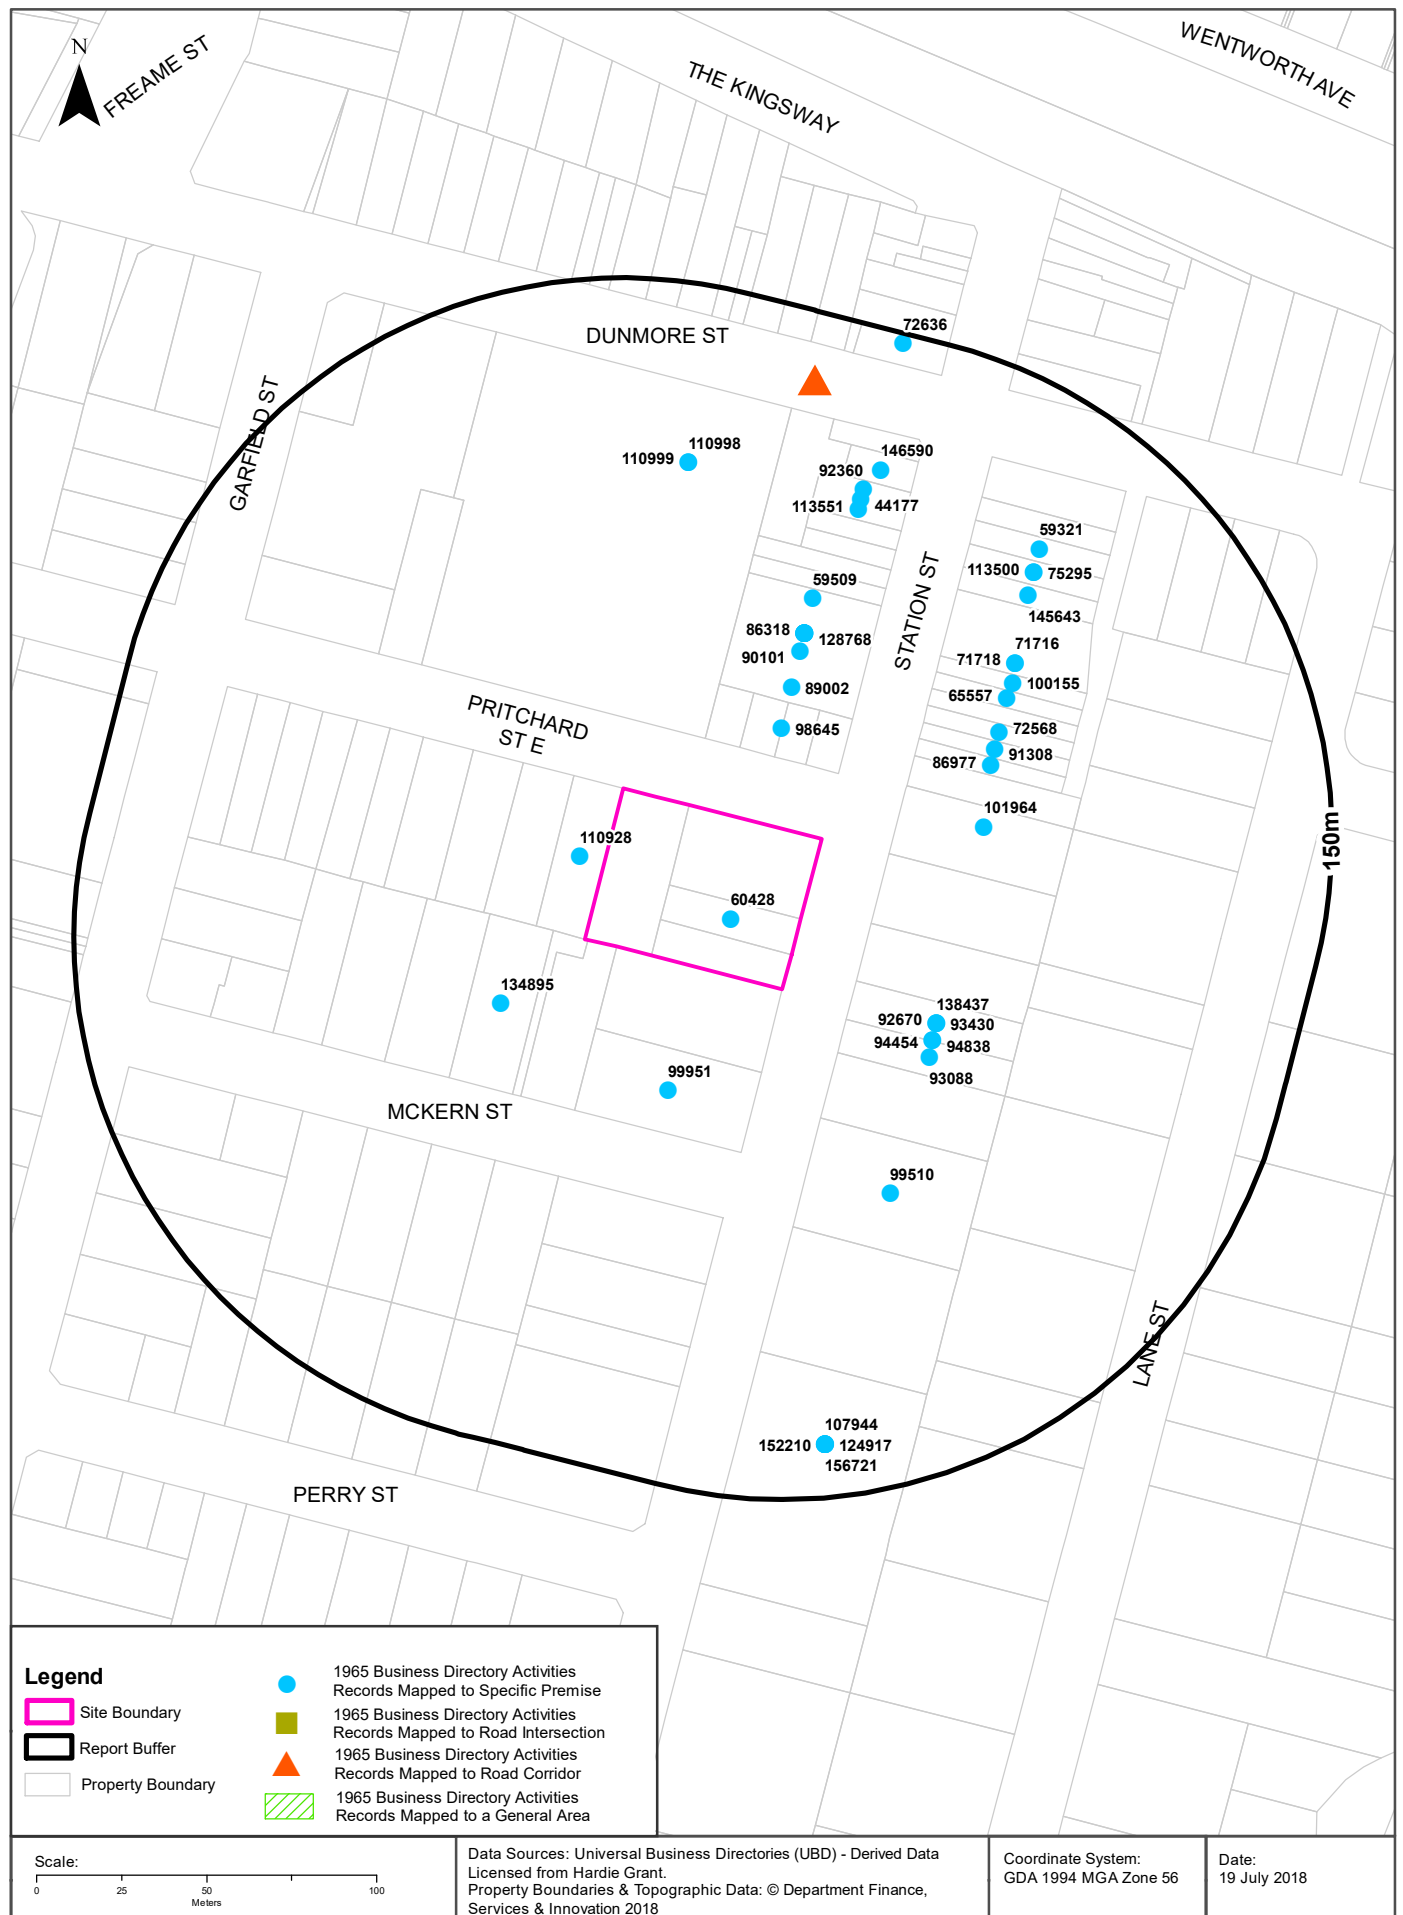 N
FREAME ST
THE KINGSWAY
WENTWORTH AVE
72636
DUNMORE ST
GARFIELD ST
110998
110999
146590
92360
113551
44177
59321
113500
75295
145643
59509
STATION ST
86318
128768
90101
71716
71718
100155
65557
89002
98645
PRITCHARD
ST E
72568
91308
86977
101964
150m
110928
60428
134895
138437
92670
93430
94454
94838
93088
99951
MCKERN ST
99510
LANE ST
107944
152210
124917
156721
PERRY ST
Legend
Site Boundary
Report Buffer
Property Boundary
1965 Business Directory Activities
Records Mapped to Specific Premise
1965 Business Directory Activities
Records Mapped to Road Intersection
1965 Business Directory Activities
Records Mapped to Road Corridor
1965 Business Directory Activities
Records Mapped to a General Area
Scale:
0 25 50 100
Meters
Data Sources: Universal Business Directories (UBD) - Derived Data
Licensed from Hardie Grant.
Property Boundaries & Topographic Data: © Department Finance,
Services & Innovation 2018
Coordinate System:
GDA 1994 MGA Zone 56
Date:
19 July 2018